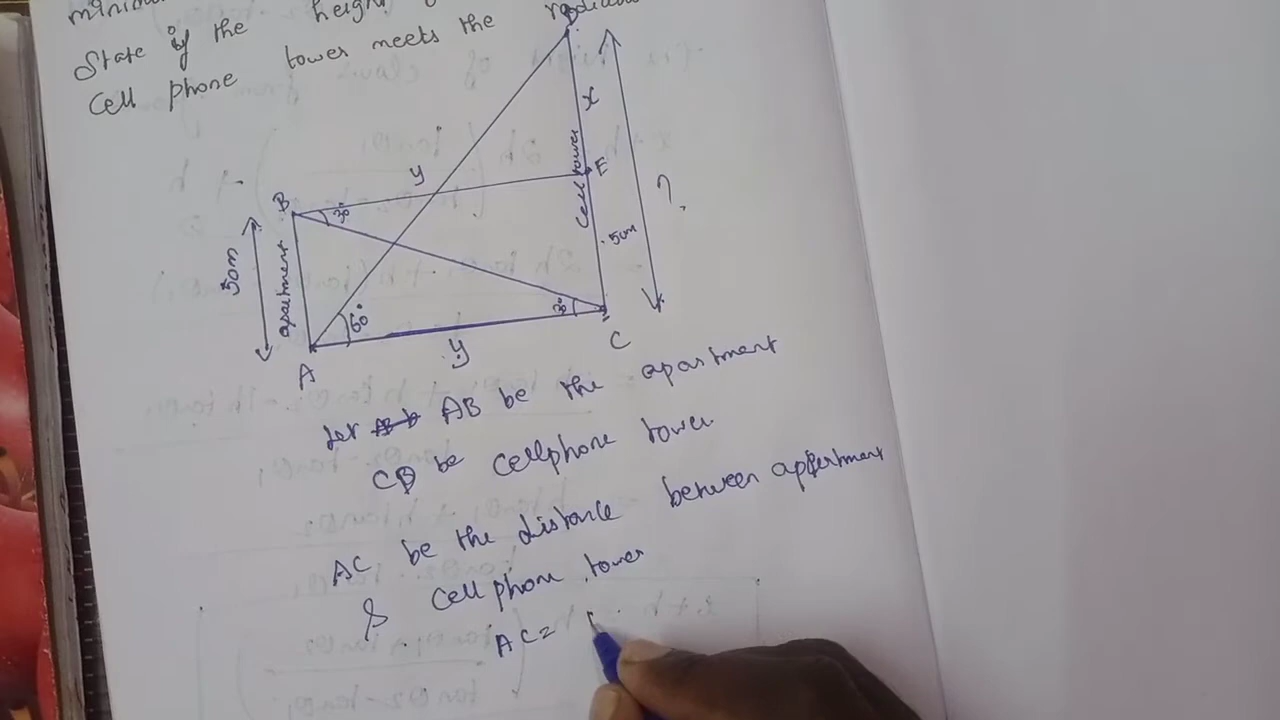 State if the height
cell phone tower meets the
D
x
cell tower
E
?
y
B
30
50m
apartment
50m
60°
30
A
y
C
Let AB be the apartment
CD be cellphone tower
AC be the distance between apartment
& cell phone tower
AC =